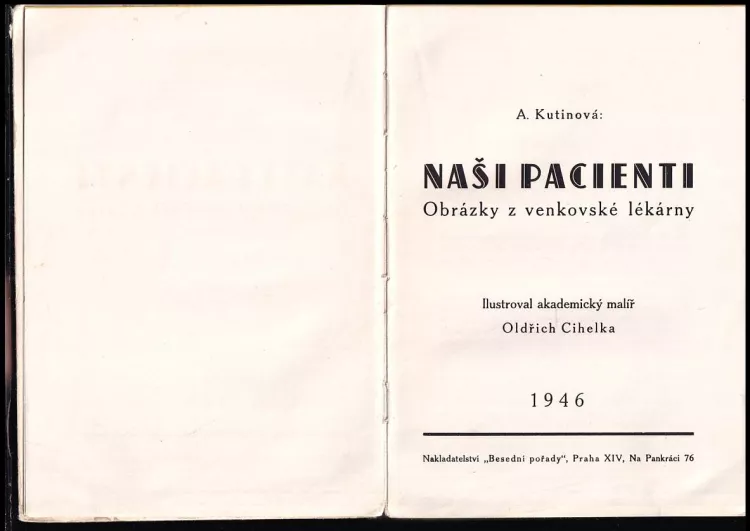 A. Kutinová:
NAŠI PACIENTI
Obrázky z venkovské lékárny
Ilustroval akademický malíř
Oldřich Cihelka
1946
Nakladatelství „Besední pořady“, Praha XIV, Na Pankráci 76